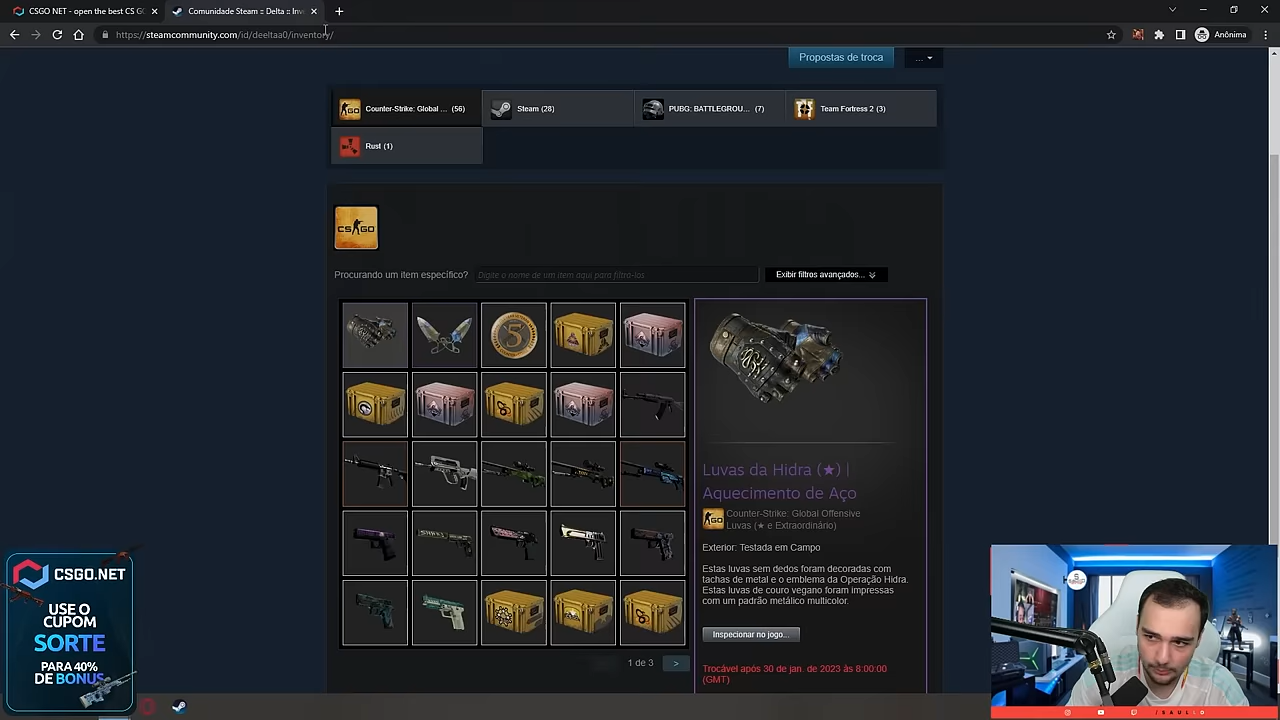 CSGO NET - open the best CS G
Comunidade Steam :: Delta :: Inve
https://steamcommunity.com/id/deeltaa0/inventory/
Anônima
Propostas de troca
...
Counter-Strike: Global ... (56)
Steam (28)
PUBG: BATTLEGROU... (7)
Team Fortress 2 (3)
Rust (1)
CS GO
Procurando um item específico?
Digite o nome de um item aqui para filtrá-los
Exibir filtros avançados...
5
Luvas da Hidra (★) |
Aquecimento de Aço
Counter-Strike: Global Offensive
Luvas (★ e Extraordinário)
Exterior: Testada em Campo
Estas luvas sem dedos foram decoradas com
tachas de metal e o emblema da Operação Hidra.
Estas luvas de couro vegano foram impressas
com um padrão metálico multicolor.
Inspecionar no jogo...
Trocável após 30 de jan. de 2023 às 8:00:00
(GMT)
1 de 3
>
CSGO.NET
USE O
CUPOM
SORTE
PARA 40%
DE BONUS